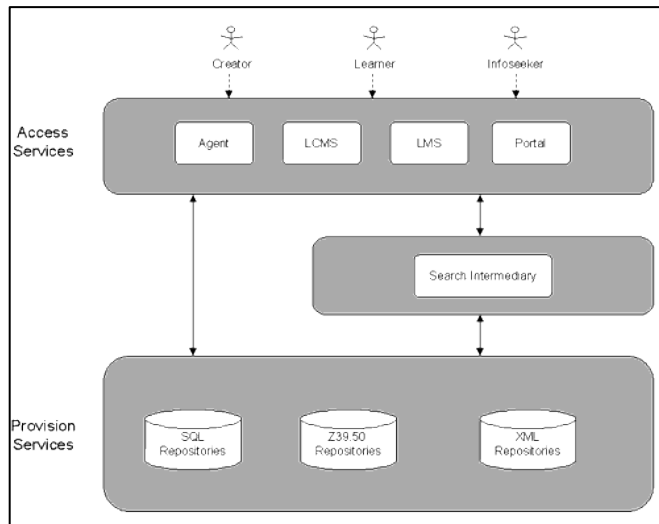 Creator
Learner
Infoseeker
Access
Services
Agent
LCMS
LMS
Portal
Search Intermediary
Provision
Services
SQL
Repositories
Z39.50
Repositories
XML
Repositories